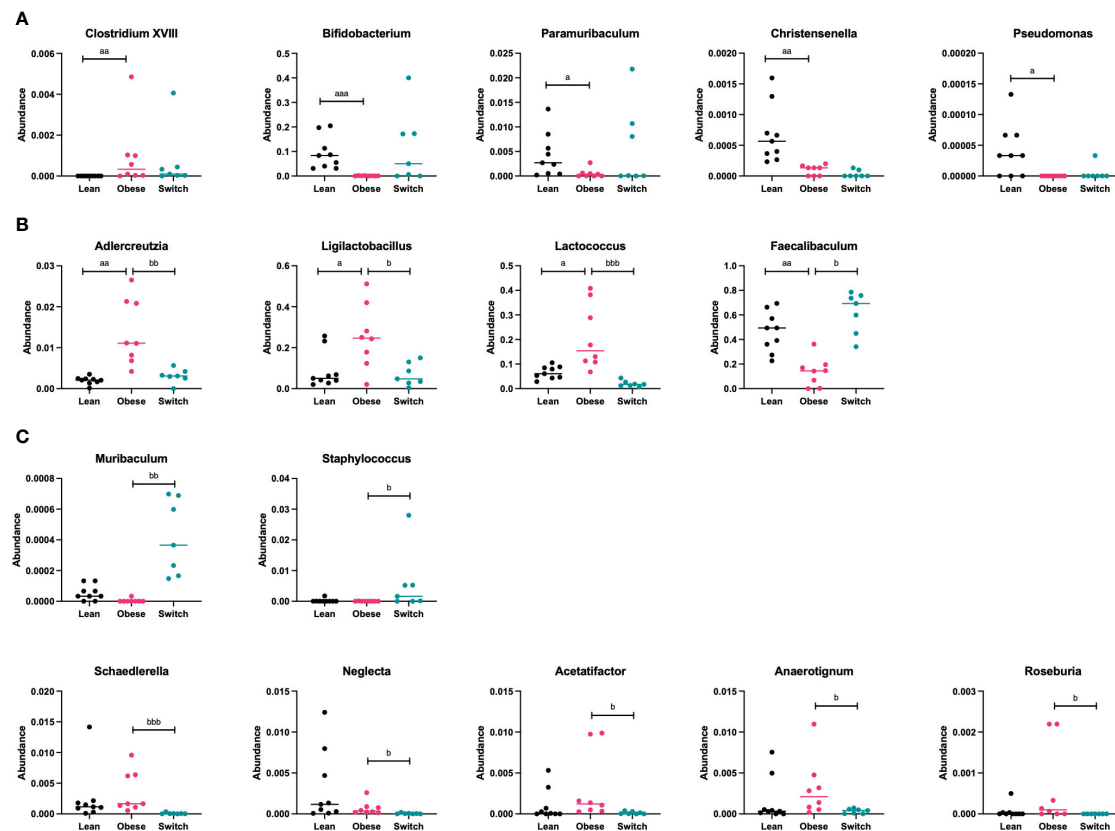 A
Clostridium XVIII
Bifidobacterium
Paramuribaculum
Christensenella
Pseudomonas
Abundance
0.006
0.004
0.002
0.000
aa
Lean Obese Switch
Abundance
0.5
0.4
0.3
0.2
0.1
0.0
aaa
Lean Obese Switch
Abundance
0.025
0.020
0.015
0.010
0.005
0.000
a
Lean Obese Switch
Abundance
0.0020
0.0015
0.0010
0.0005
0.0000
aa
Lean Obese Switch
Abundance
0.00020
0.00015
0.00010
0.00005
0.00000
a
Lean Obese Switch
B
Adlercreutzia
Ligilactobacillus
Lactococcus
Faecalibaculum
Abundance
0.03
0.02
0.01
0.00
aa bb
Lean Obese Switch
Abundance
0.6
0.4
0.2
0.0
a b
Lean Obese Switch
Abundance
0.5
0.4
0.3
0.2
0.1
0.0
a bbb
Lean Obese Switch
Abundance
1.0
0.8
0.6
0.4
0.2
0.0
aa b
Lean Obese Switch
C
Muribaculum
Staphylococcus
Abundance
0.0008
0.0006
0.0004
0.0002
0.0000
bb
Lean Obese Switch
Abundance
0.04
0.03
0.02
0.01
0.00
b
Lean Obese Switch
Schaedlerella
Neglecta
Acetatifactor
Anaerotignum
Roseburia
Abundance
0.020
0.015
0.010
0.005
0.000
bbb
Lean Obese Switch
Abundance
0.015
0.010
0.005
0.000
b
Lean Obese Switch
Abundance
0.015
0.010
0.005
0.000
b
Lean Obese Switch
Abundance
0.015
0.010
0.005
0.000
b
Lean Obese Switch
Abundance
0.003
0.002
0.001
0.000
b
Lean Obese Switch